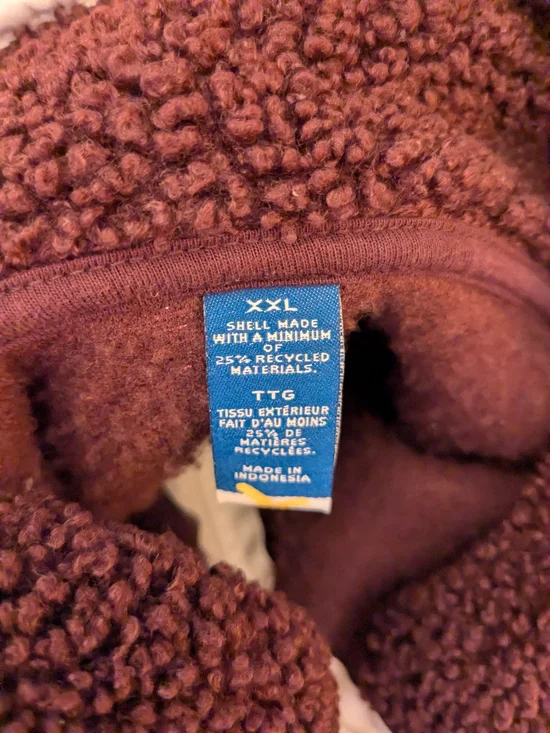 XXL
SHELL MADE
WITH A MINIMUM
OF
25% RECYCLED
MATERIALS.
TTG
TISSU EXTÉRIEUR
FAIT D'AU MOINS
25% DE
MATIÈRES
RECYCLÉES.
MADE IN
INDONESIA